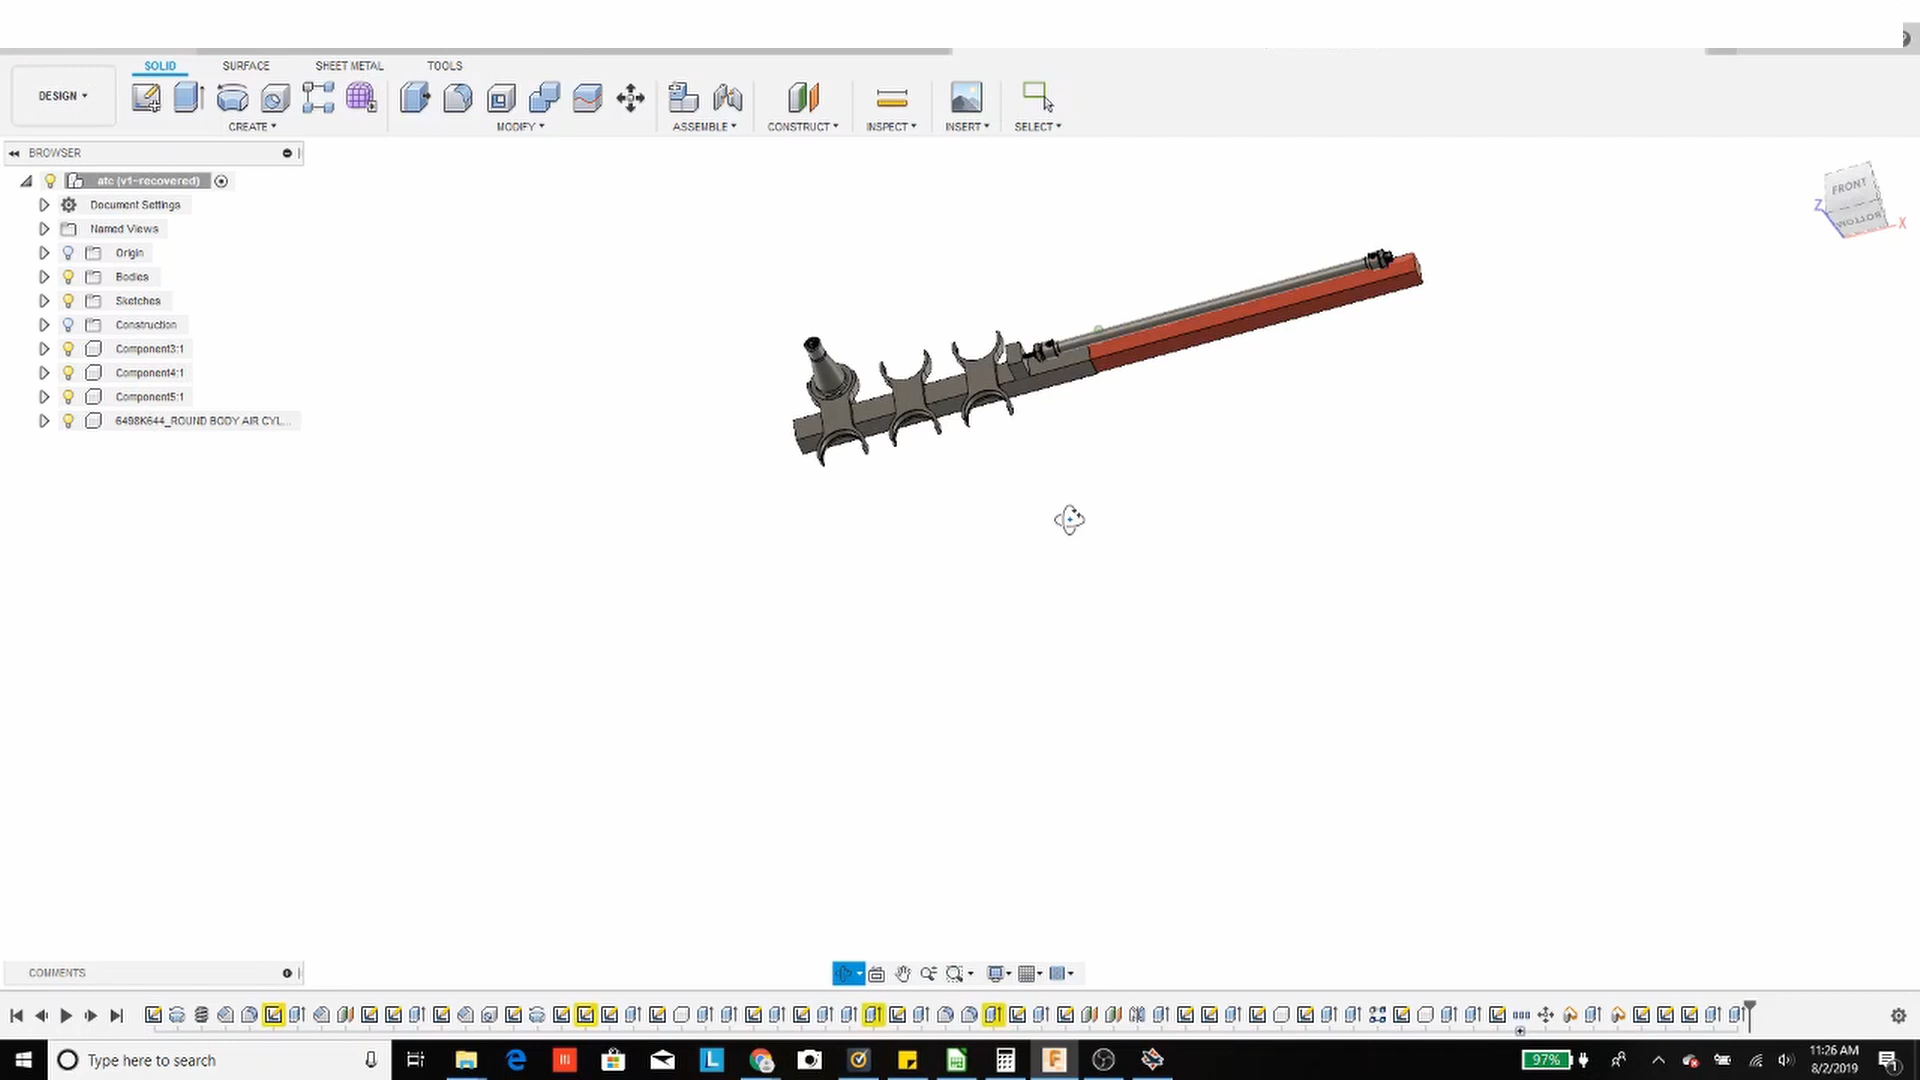 SOLID SURFACE SHEET METAL TOOLS
DESIGN
CREATE MODIFY ASSEMBLE CONSTRUCT INSPECT INSERT SELECT
BROWSER
atc (v1~recovered)
Document Settings
Named Views
Origin
Bodies
Sketches
Construction
Component3:1
Component4:1
Component5:1
6498K644_ROUND BODY AIR CYL...
FRONT
BOTTOM
Z
X
COMMENTS
Type here to search
97%
11:26 AM
8/2/2019